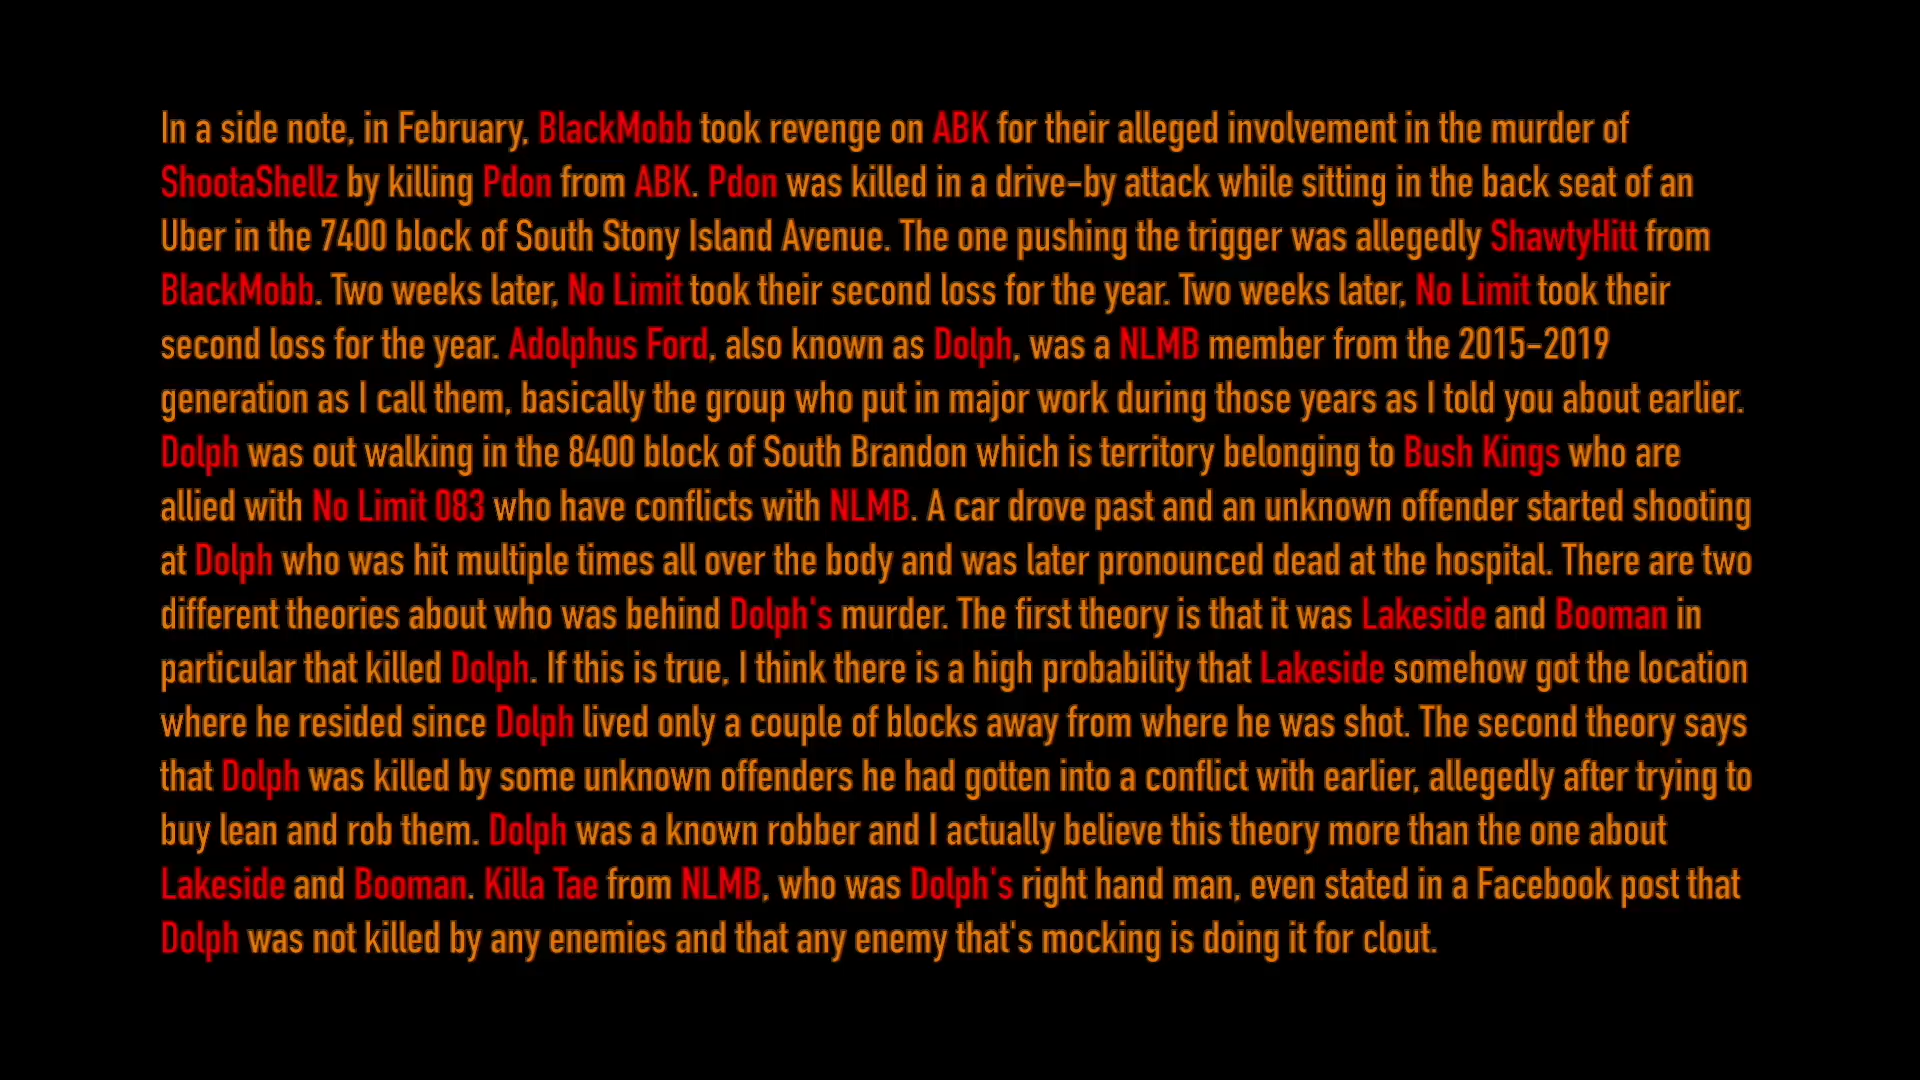 In a side note, in February, BlackMobb took revenge on ABK for their alleged involvement in the murder of
ShootaShellz by killing Pdon from ABK. Pdon was killed in a drive-by attack while sitting in the back seat of an
Uber in the 7400 block of South Stony Island Avenue. The one pushing the trigger was allegedly ShawtyHitt from
BlackMobb. Two weeks later, No Limit took their second loss for the year. Two weeks later, No Limit took their
second loss for the year. Adolphus Ford, also known as Dolph, was a NLMB member from the 2015-2019
generation as I call them, basically the group who put in major work during those years as I told you about earlier.
Dolph was out walking in the 8400 block of South Brandon which is territory belonging to Bush Kings who are
allied with No Limit 083 who have conflicts with NLMB. A car drove past and an unknown offender started shooting
at Dolph who was hit multiple times all over the body and was later pronounced dead at the hospital. There are two
different theories about who was behind Dolph's murder. The first theory is that it was Lakeside and Booman in
particular that killed Dolph. If this is true, I think there is a high probability that Lakeside somehow got the location
where he resided since Dolph lived only a couple of blocks away from where he was shot. The second theory says
that Dolph was killed by some unknown offenders he had gotten into a conflict with earlier, allegedly after trying to
buy lean and rob them. Dolph was a known robber and I actually believe this theory more than the one about
Lakeside and Booman. Killa Tae from NLMB, who was Dolph's right hand man, even stated in a Facebook post that
Dolph was not killed by any enemies and that any enemy that's mocking is doing it for clout.